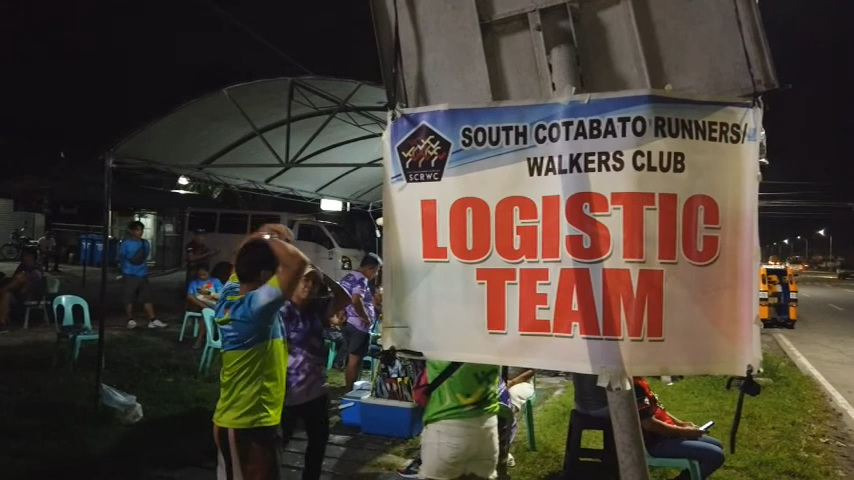 SOUTH COTABATO RUNNERS/
WALKERS CLUB
SCRWC
LOGISTIC
TEAM